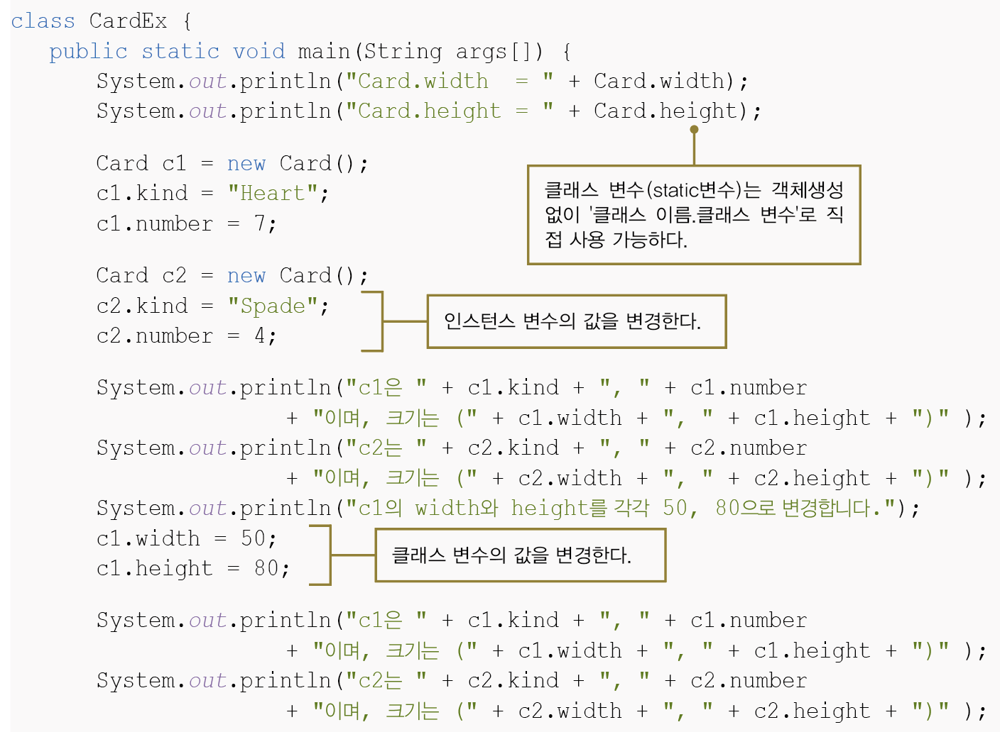 class CardEx {
public static void main(String args[]) {
System.out.println("Card.width  = " + Card.width);
System.out.println("Card.height = " + Card.height);
클래스 변수(static변수)는 객체생성
없이 '클래스 이름.클래스 변수'로 직
접 사용 가능하다.
Card c1 = new Card();
c1.kind = "Heart";
c1.number = 7;
Card c2 = new Card();
c2.kind = "Spade";
c2.number = 4;
인스턴스 변수의 값을 변경한다.
System.out.println("c1은 " + c1.kind + ", " + c1.number
+ "이며, 크기는 (" + c1.width + ", " + c1.height + ")" );
System.out.println("c2는 " + c2.kind + ", " + c2.number
+ "이며, 크기는 (" + c2.width + ", " + c2.height + ")" );
System.out.println("c1의 width와 height를 각각 50, 80으로 변경합니다.");
c1.width = 50;
c1.height = 80;
클래스 변수의 값을 변경한다.
System.out.println("c1은 " + c1.kind + ", " + c1.number
+ "이며, 크기는 (" + c1.width + ", " + c1.height + ")" );
System.out.println("c2는 " + c2.kind + ", " + c2.number
+ "이며, 크기는 (" + c2.width + ", " + c2.height + ")" );